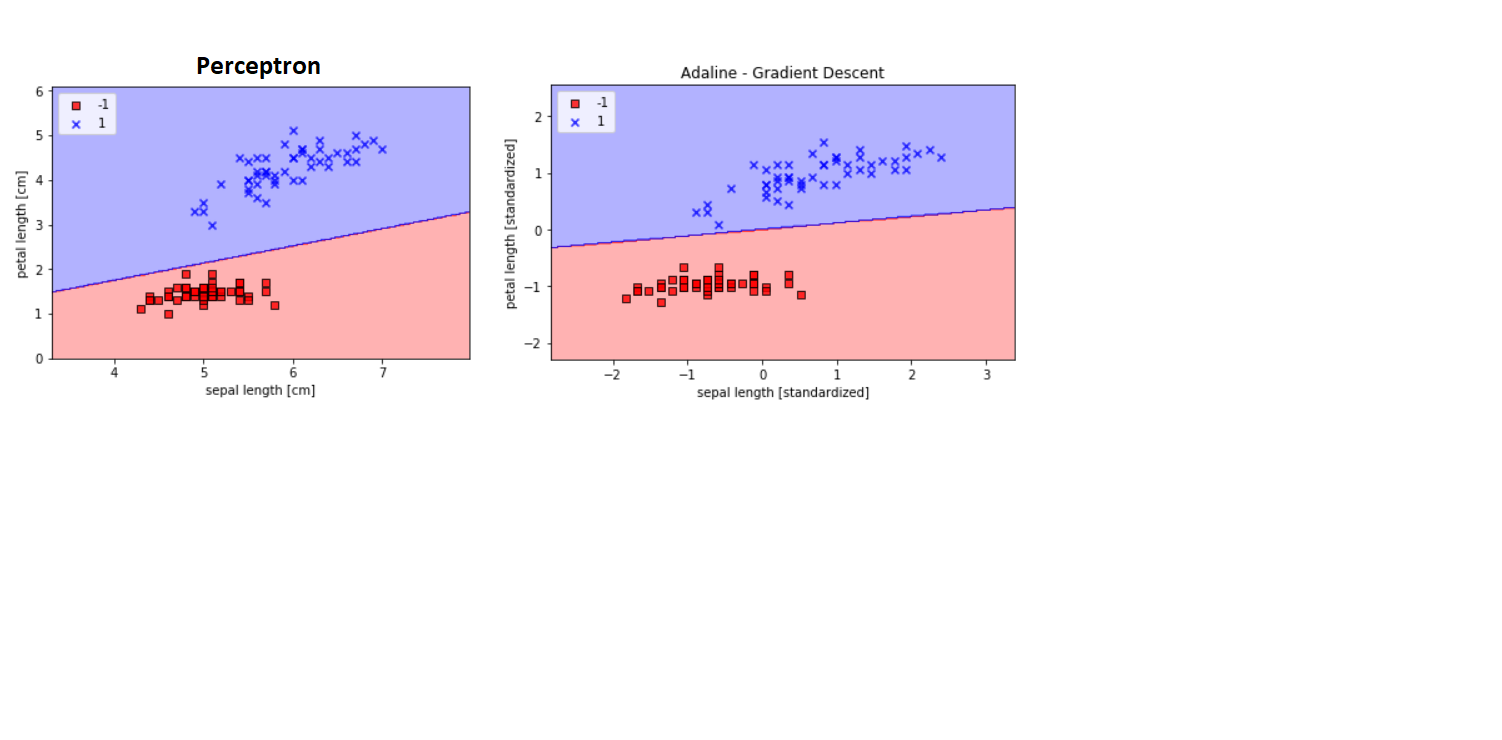 Perceptron
-1
1
6
5
4
3
2
1
0
petal length [cm]
4 5 6 7
sepal length [cm]
Adaline - Gradient Descent
-1
1
2
1
0
−1
−2
petal length [standardized]
−2 −1 0 1 2 3
sepal length [standardized]